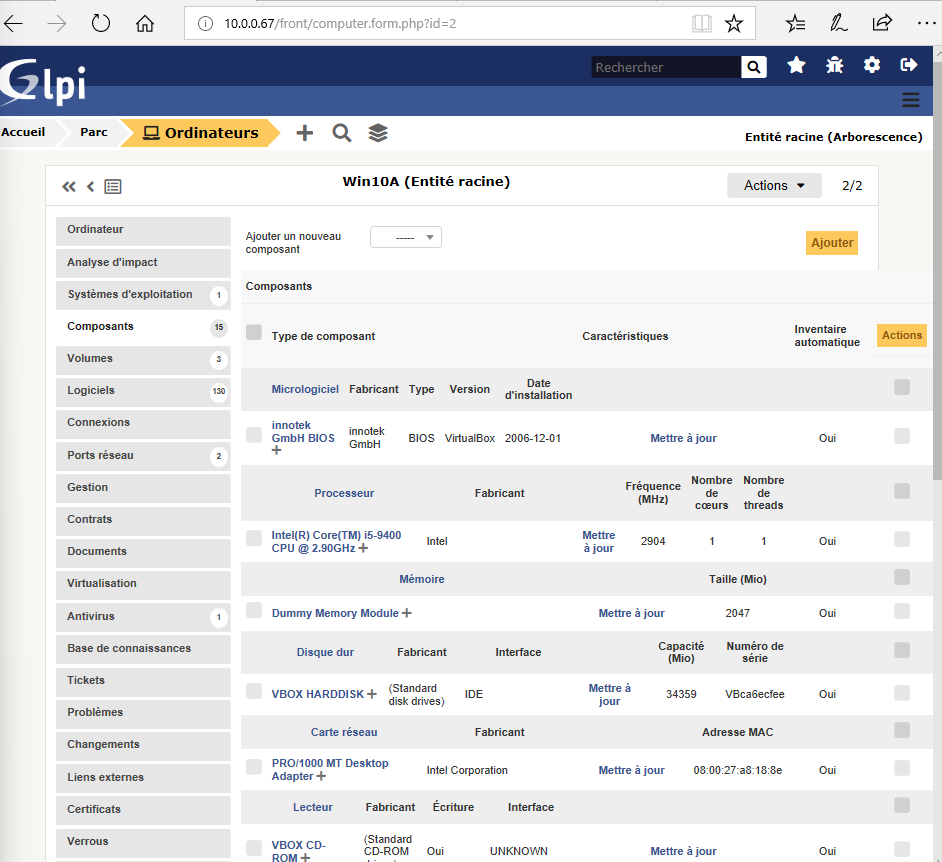 10.0.0.67/front/computer.form.php?id=2
Glpi
Rechercher
Accueil Parc Ordinateurs
Entité racine (Arborescence)
Win10A (Entité racine)
Actions
2/2
Ordinateur
Analyse d'impact
Systèmes d'exploitation 1
Composants 15
Volumes 3
Logiciels 130
Connexions
Ports réseau 2
Gestion
Contrats
Documents
Virtualisation
Antivirus 1
Base de connaissances
Tickets
Problèmes
Changements
Liens externes
Certificats
Verrous
Ajouter un nouveau
composant
-----
Ajouter
Composants
Type de composant
Caractéristiques
Inventaire
automatique
Actions
Micrologiciel Fabricant Type Version Date
d'installation
innotek
GmbH BIOS
innotek
GmbH
BIOS VirtualBox 2006-12-01 Mettre à jour Oui
Processeur Fabricant Fréquence
(MHz)
Nombre
de
cœurs
Nombre
de
threads
Intel(R) Core(TM) i5-9400
CPU @ 2.90GHz
Intel
Mettre
à jour
2904 1 1 Oui
Mémoire Taille (Mio)
Dummy Memory Module Mettre à jour 2047 Oui
Disque dur Fabricant Interface Capacité
(Mio)
Numéro de
série
VBOX HARDDISK
(Standard
disk drives)
IDE
Mettre à
jour
34359 VBca6ecfee Oui
Carte réseau Fabricant Adresse MAC
PRO/1000 MT Desktop
Adapter
Intel Corporation Mettre à jour 08:00:27:a8:18:8e Oui
Lecteur Fabricant Écriture Interface
VBOX CD-
ROM
(Standard
CD-ROM
Oui UNKNOWN Mettre à jour Oui